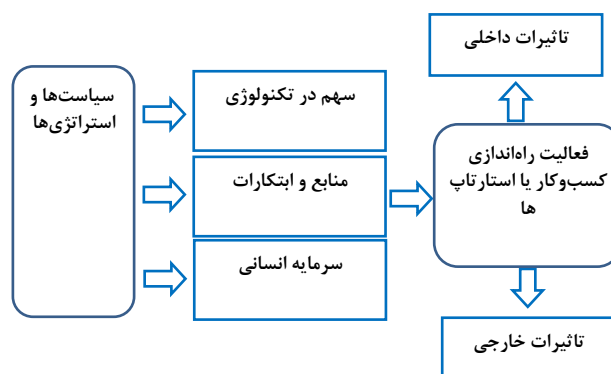 سیاست‌ها و
استراتژی‌ها
سهم در تکنولوژی
منابع و ابتکارات
سرمایه انسانی
تاثیرات داخلی
فعالیت راه‌اندازی
کسب‌وکار یا استارتاپ
ها
تاثیرات خارجی